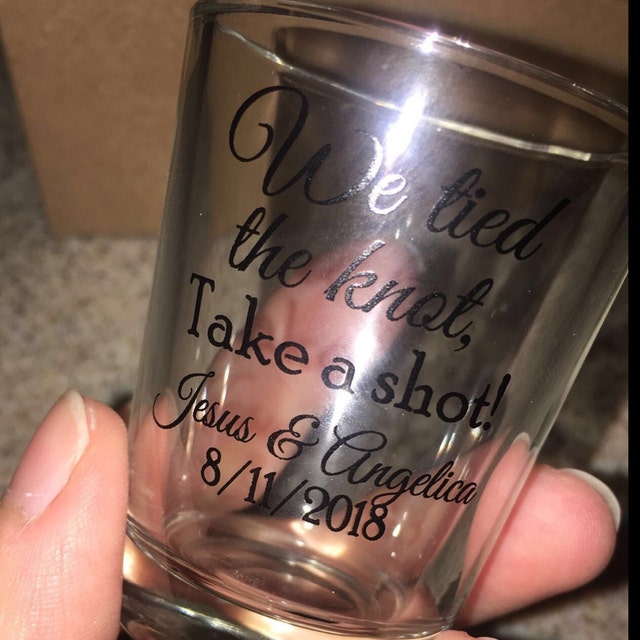 We tied
the knot,
Take a shot!
Jesus & Angelica
8/11/2018